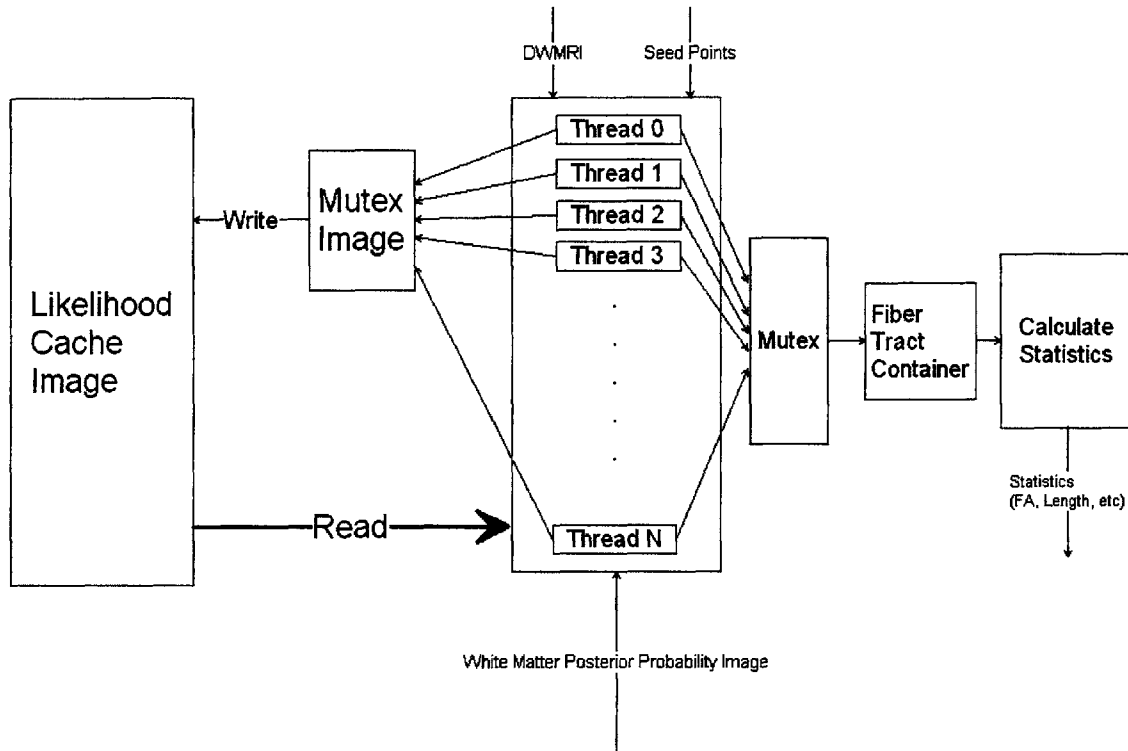 DWMRI
Seed Points
Thread 0
Thread 1
Thread 2
Thread 3
Thread N
Mutex
Image
Write
Likelihood
Cache
Image
Read
Mutex
Fiber
Tract
Container
Calculate
Statistics
Statistics
(FA, Length, etc)
White Matter Posterior Probability Image